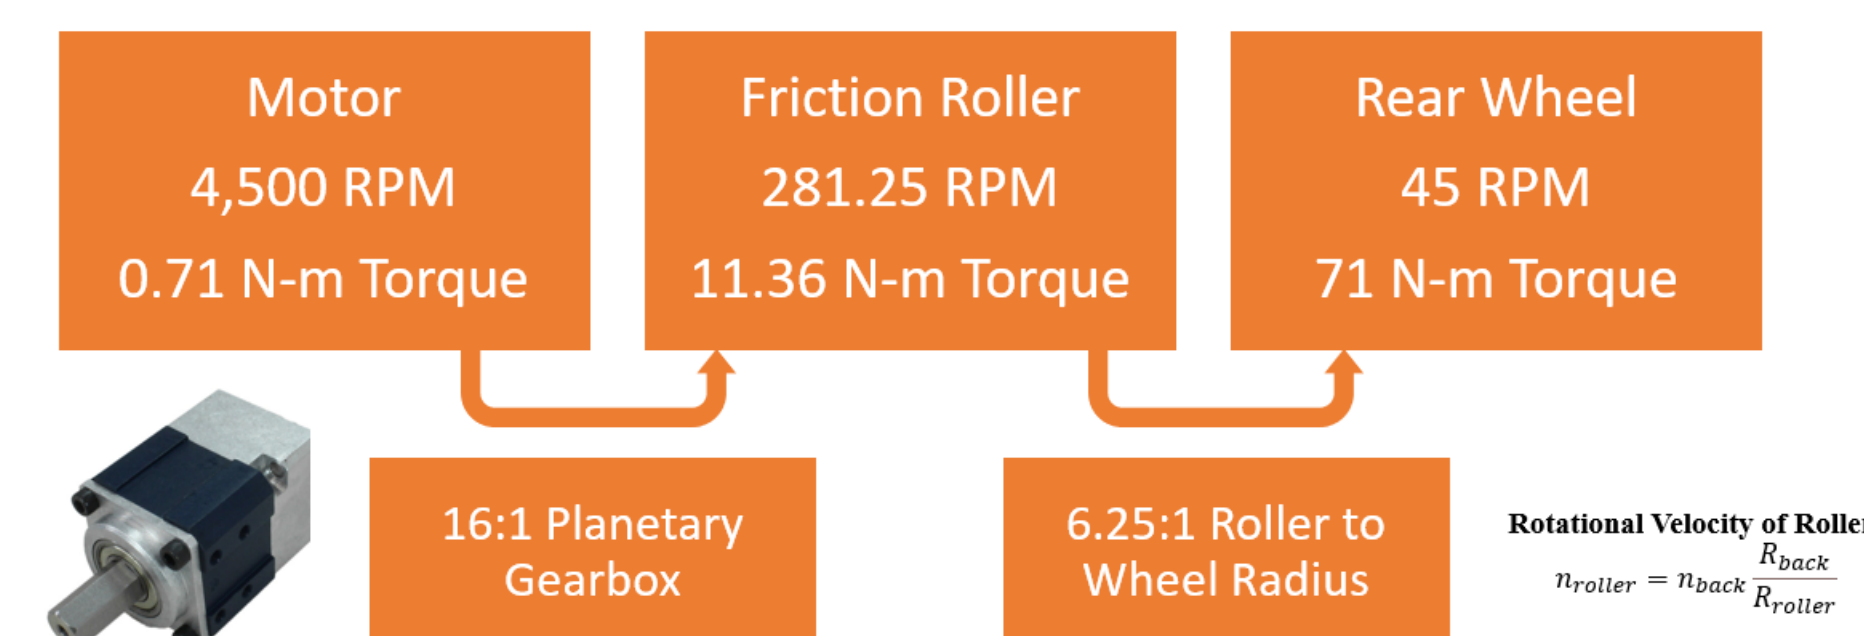 Motor
4,500 RPM
0.71 N-m Torque
Friction Roller
281.25 RPM
11.36 N-m Torque
Rear Wheel
45 RPM
71 N-m Torque
16:1 Planetary
Gearbox
6.25:1 Roller to
Wheel Radius
Rotational Velocity of Roller
n_roller = n_back R_back/R_roller